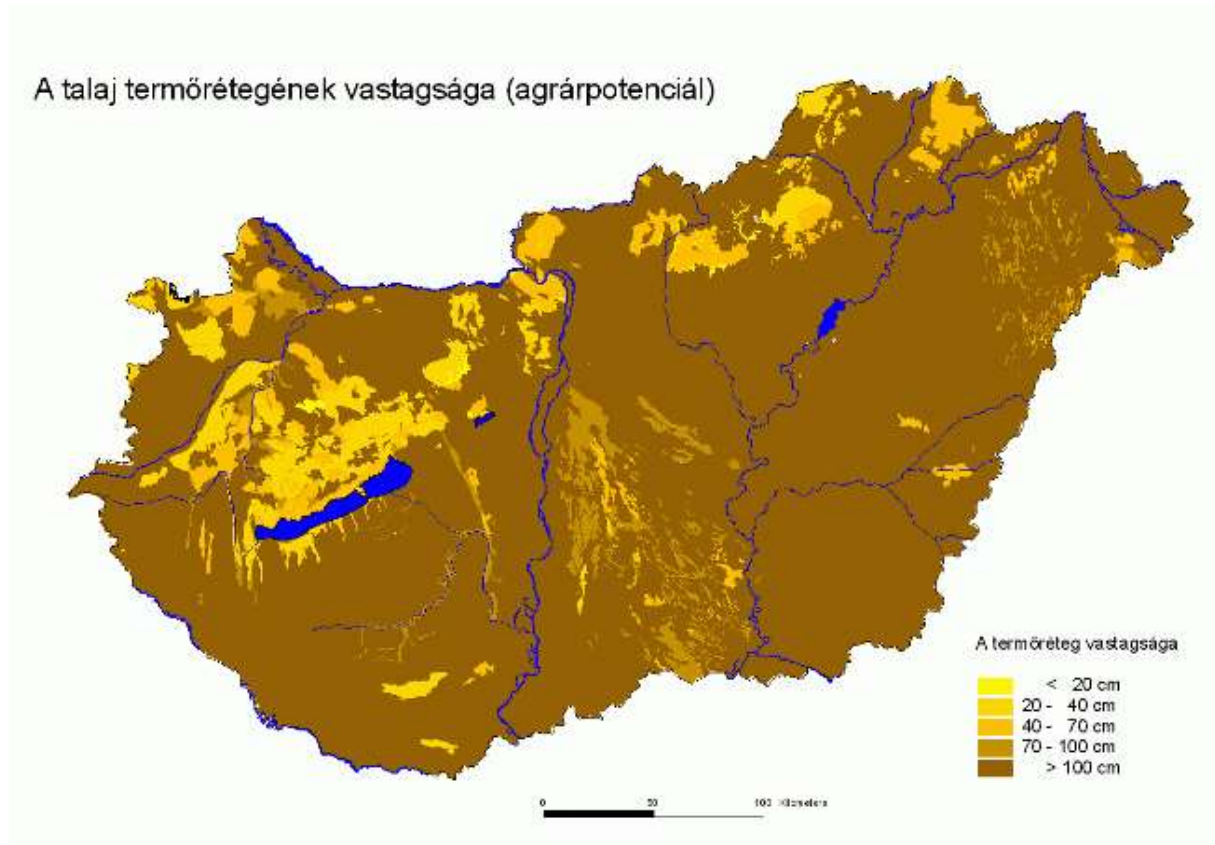 A talaj termőrétegének vastagsága (agrárpotenciál)
A termőréteg vastagsága
< 20 cm
20 - 40 cm
40 - 70 cm
70 - 100 cm
> 100 cm
0 50 100 Kilometers